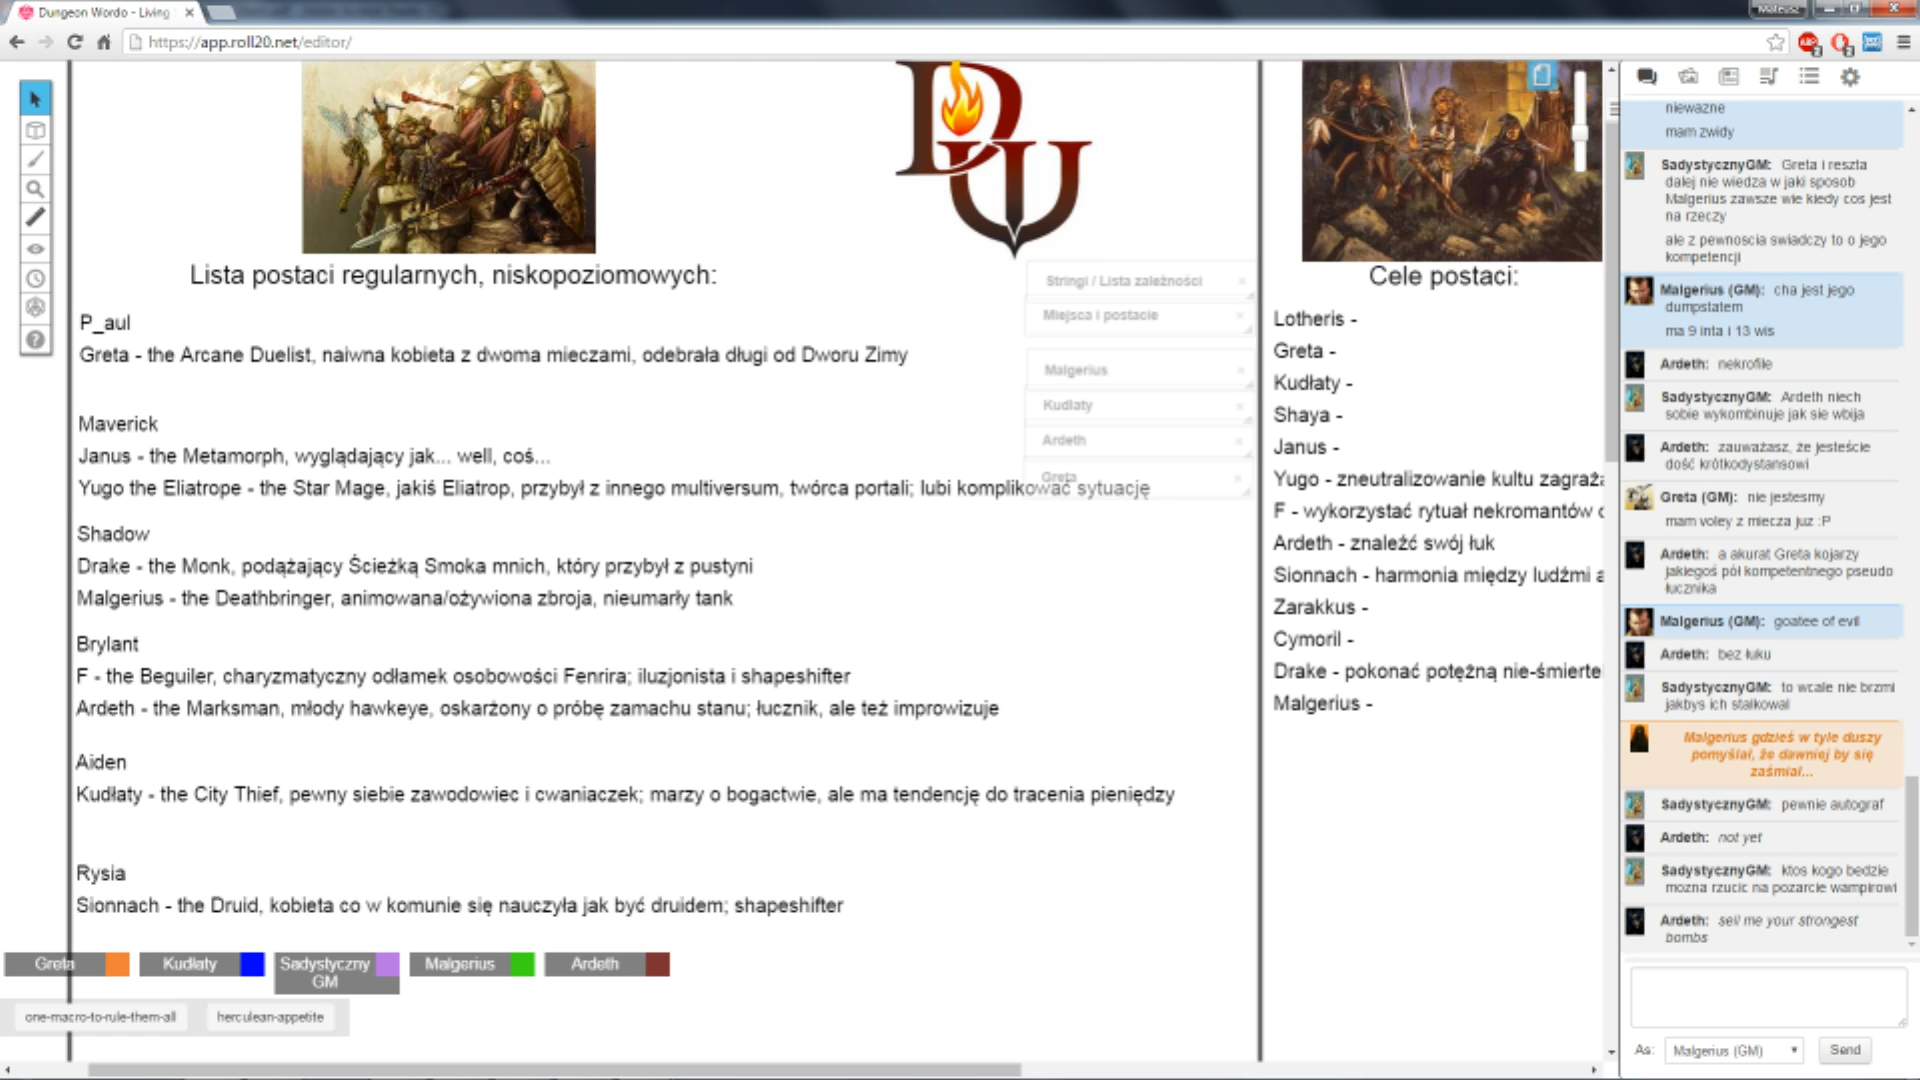 Dungeon Wordo - Living
Mateusz
https://app.roll20.net/editor/
DW
Lista postaci regularnych, niskopoziomowych:
P_aul
Greta - the Arcane Duelist, naiwna kobieta z dwoma mieczami, odebrała długi od Dworu Zimy
Maverick
Janus - the Metamorph, wyglądający jak... well, coś...
Yugo the Eliatrope - the Star Mage, jakiś Eliatrop, przybył z innego multiversum, twórca portali; lubi komplikować sytuację
Shadow
Drake - the Monk, podążający Ścieżką Smoka mnich, który przybył z pustyni
Malgerius - the Deathbringer, animowana/ożywiona zbroja, nieumarły tank
Brylant
F - the Beguiler, charyzmatyczny odłamek osobowości Fenrira; iluzjonista i shapeshifter
Ardeth - the Marksman, młody hawkeye, oskarżony o próbę zamachu stanu; łucznik, ale też improwizuje
Aiden
Kudłaty - the City Thief, pewny siebie zawodowiec i cwaniaczek; marzy o bogactwie, ale ma tendencję do tracenia pieniędzy
Rysia
Sionnach - the Druid, kobieta co w komunie się nauczyła jak być druidem; shapeshifter
Stringi / Lista zależności
Miejsca i postacie
Malgerius
Kudlaty
Ardeth
Greta
Cele postaci:
Lotheris -
Greta -
Kudłaty -
Shaya -
Janus -
Yugo - zneutralizowanie kultu zagraża
F - wykorzystać rytuał nekromantów
Ardeth - znaleźć swój łuk
Sionnach - harmonia między ludźmi a
Zarakkus -
Cymoril -
Drake - pokonać potężną nie-śmierte
Malgerius -
niewazne
mam zwidy
SadystycznyGM: Greta i reszta
dalej nie wiedza w jaki sposob
Malgerius zawsze wie kiedy cos jest
na rzeczy
ale z pewnoscia swiadczy to o jego
kompetencji
Malgerius (GM): cha jest jego
dumpstatem
ma 9 inta i 13 wis
Ardeth: nekrofile
SadystycznyGM: Ardeth niech
sobie wykombinuje jak sie wbija
Ardeth: zauważasz, że jesteście
dość krótkodystansowi
Greta (GM): nie jestesmy
mam voley z miecza juz :P
Ardeth: a akurat Greta kojarzy
jakiegoś pół kompetentnego pseudo
łucznika
Malgerius (GM): goatee of evil
Ardeth: bez łuku
SadystycznyGM: to wcale nie brzmi
jakbys ich stalkowal
Malgerius gdzieś w tyle duszy
pomyślał, że dawniej by się
zaśmiał...
SadystycznyGM: pewnie autograf
Ardeth: not yet
SadystycznyGM: ktos kogo bedzie
mozna rzucic na pozarcie wampirowi
Ardeth: sell me your strongest
bombs
Greta
Kudłaty
Sadystyczny
GM
Malgerius
Ardeth
one-macro-to-rule-them-all
herculean-appetite
As: Malgerius (GM)
Send